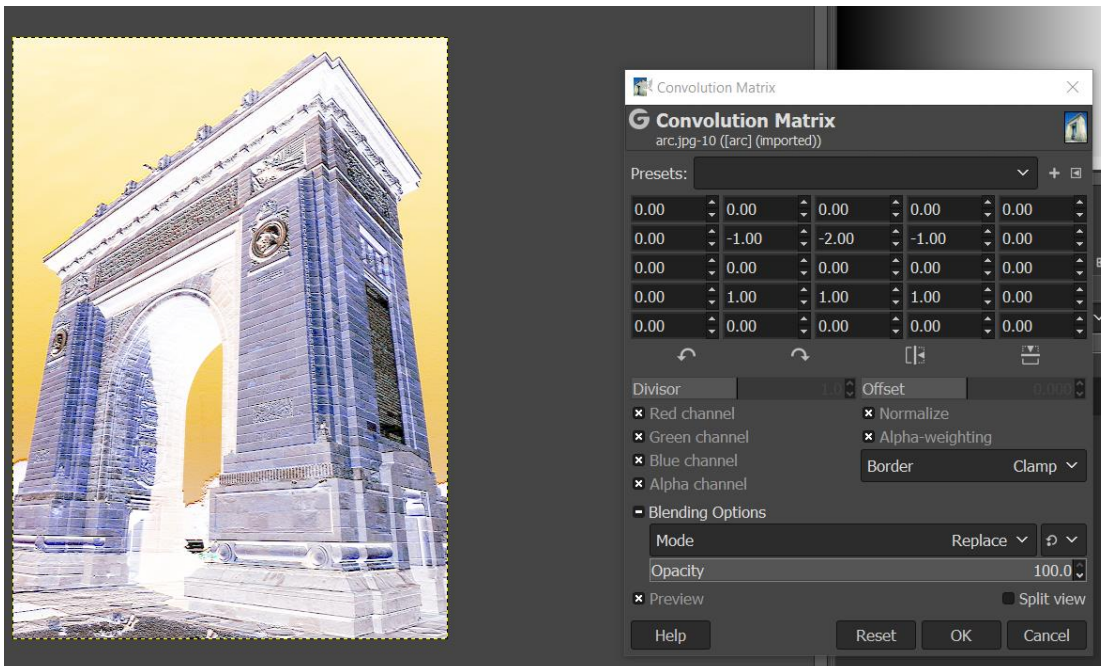 Convolution Matrix
Convolution Matrix
arc.jpg-10 ([arc] (imported))
Presets:
0.00 0.00 0.00 0.00 0.00
0.00 -1.00 -2.00 -1.00 0.00
0.00 0.00 0.00 0.00 0.00
0.00 1.00 1.00 1.00 0.00
0.00 0.00 0.00 0.00 0.00
Divisor 1.0 Offset 0.000
Red channel Normalize
Green channel Alpha-weighting
Blue channel Border Clamp
Alpha channel
Blending Options
Mode Replace
Opacity 100.0
Preview Split view
Help Reset OK Cancel